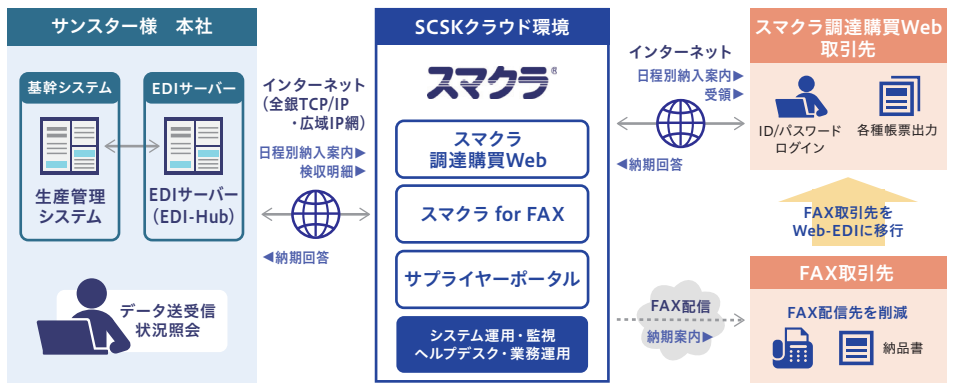 サンスター様 本社
基幹システム
生産管理
システム
EDIサーバー
EDIサーバー
(EDI-Hub)
データ送受信
状況照会
インターネット
(全銀TCP/IP
・広域IP網)
日程別納入案内▶
検収明細▶
◀納期回答
SCSKクラウド環境
スマクラ®
スマクラ
調達購買Web
スマクラ for FAX
サプライヤーポータル
システム運用・監視
ヘルプデスク・業務運用
インターネット
日程別納入案内▶
受領▶
◀納期回答
FAX配信
納期案内▶
スマクラ調達購買Web
取引先
ID/パスワード
ログイン
各種帳票出力
FAX取引先を
Web-EDIに移行
FAX取引先
FAX配信先を削減
納品書